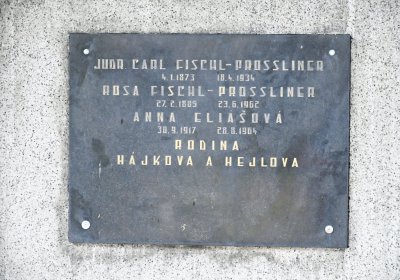 JUDR CARL FISCHL-PROSSLINER
4.1.1873 18.4.1934
ROSA FISCHL-PROSSLINER
27.2.1885 23.6.1962
ANNA ELIAŠOVÁ
30.9.1917 28.8.1984
RODINA
HÁJKOVA A HEJLOVA